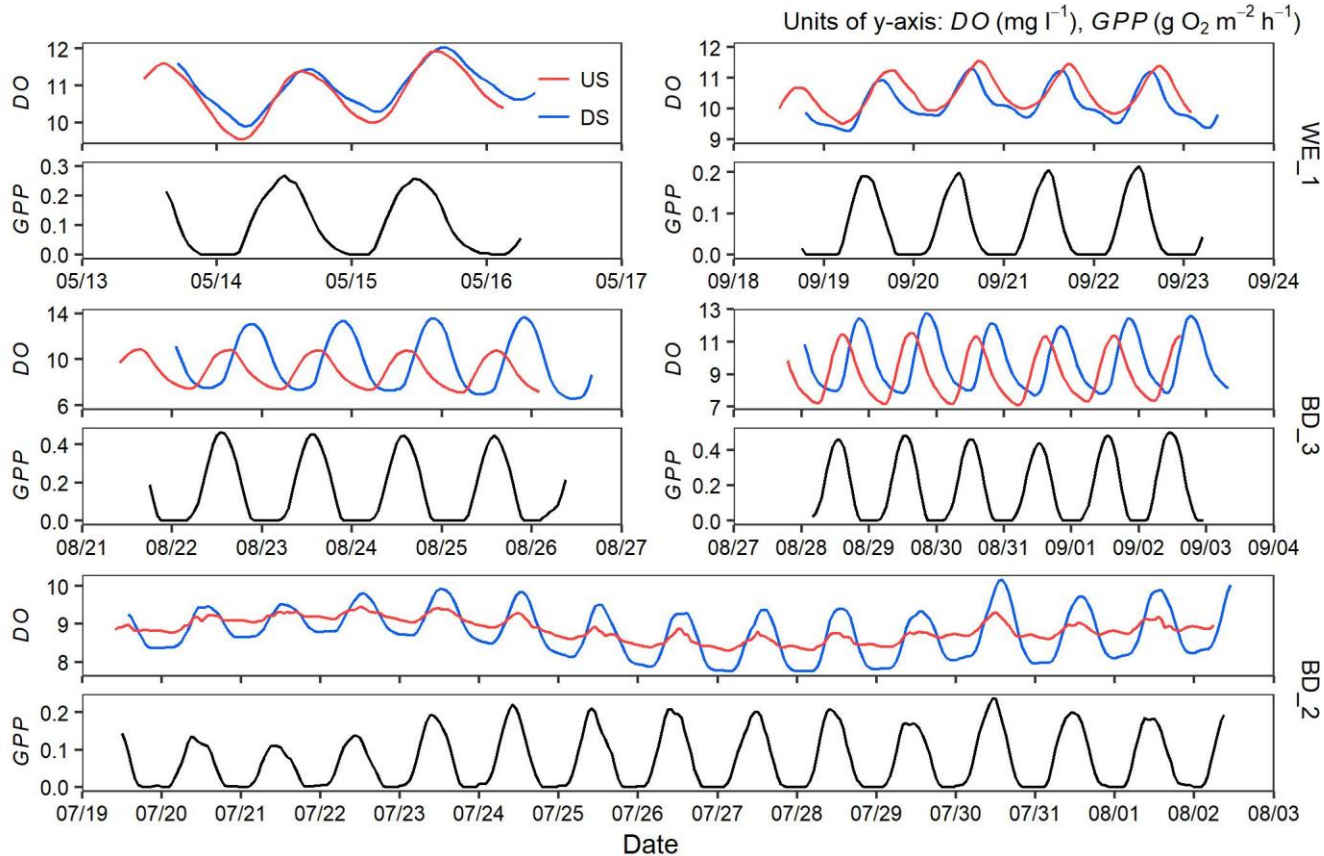 Units of y-axis: DO (mg l⁻¹), GPP (g O₂ m⁻² h⁻¹)
DO
12
11
10
US
DS
DO
12
11
10
9
WE_1
GPP
0.3
0.2
0.1
0.0
05/13 05/14 05/15 05/16 05/17
GPP
0.2
0.1
0.0
09/18 09/19 09/20 09/21 09/22 09/23 09/24
DO
14
10
6
DO
13
11
9
7
BD_3
GPP
0.4
0.2
0.0
08/21 08/22 08/23 08/24 08/25 08/26 08/27
GPP
0.4
0.2
0.0
08/27 08/28 08/29 08/30 08/31 09/01 09/02 09/03 09/04
DO
10
9
8
BD_2
GPP
0.2
0.1
0.0
07/19 07/20 07/21 07/22 07/23 07/24 07/25 07/26 07/27 07/28 07/29 07/30 07/31 08/01 08/02 08/03
Date